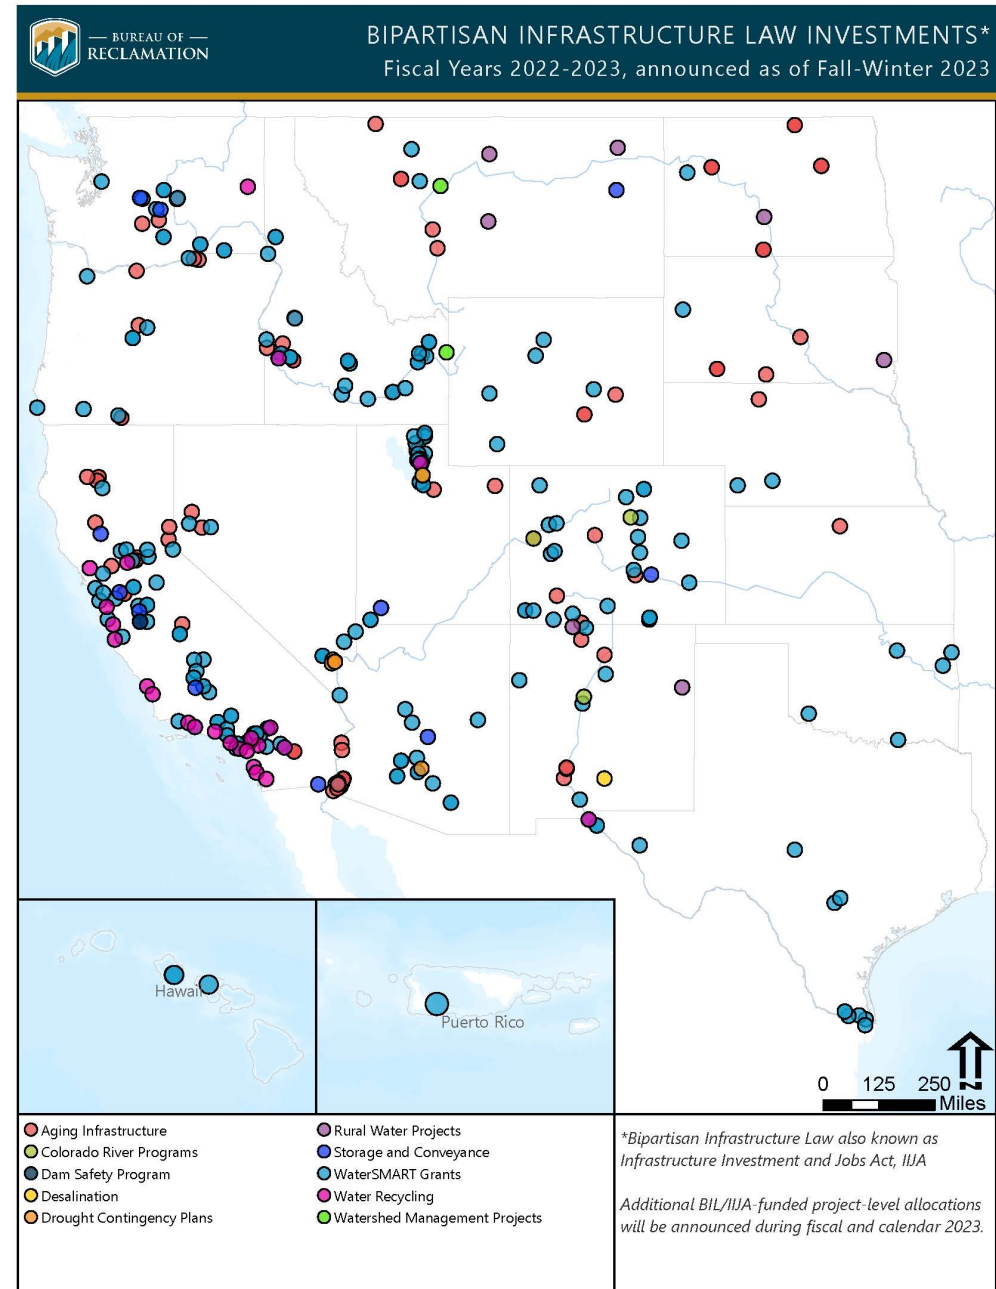 BUREAU OF
RECLAMATION
BIPARTISAN INFRASTRUCTURE LAW INVESTMENTS*
Fiscal Years 2022-2023, announced as of Fall-Winter 2023
Hawaii
Puerto Rico
0 125 250
Miles
N
Aging Infrastructure
Colorado River Programs
Dam Safety Program
Desalination
Drought Contingency Plans
Rural Water Projects
Storage and Conveyance
WaterSMART Grants
Water Recycling
Watershed Management Projects
*Bipartisan Infrastructure Law also known as
Infrastructure Investment and Jobs Act, IIJA
Additional BIL/IIJA-funded project-level allocations
will be announced during fiscal and calendar 2023.